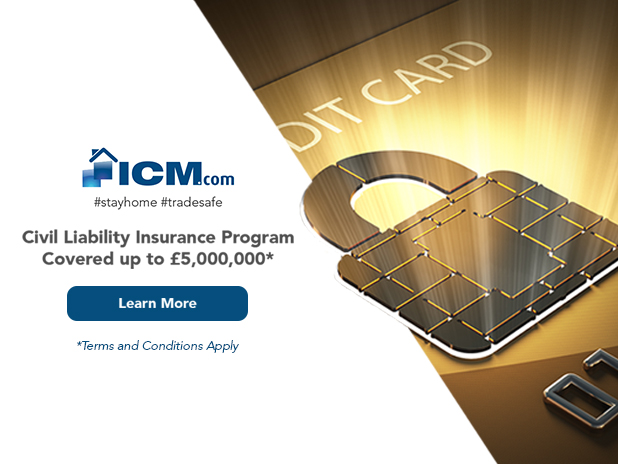 ICM.com
#stayhome #tradesafe
Civil Liability Insurance Program
Covered up to £5,000,000*
Learn More
*Terms and Conditions Apply
DIT CARD